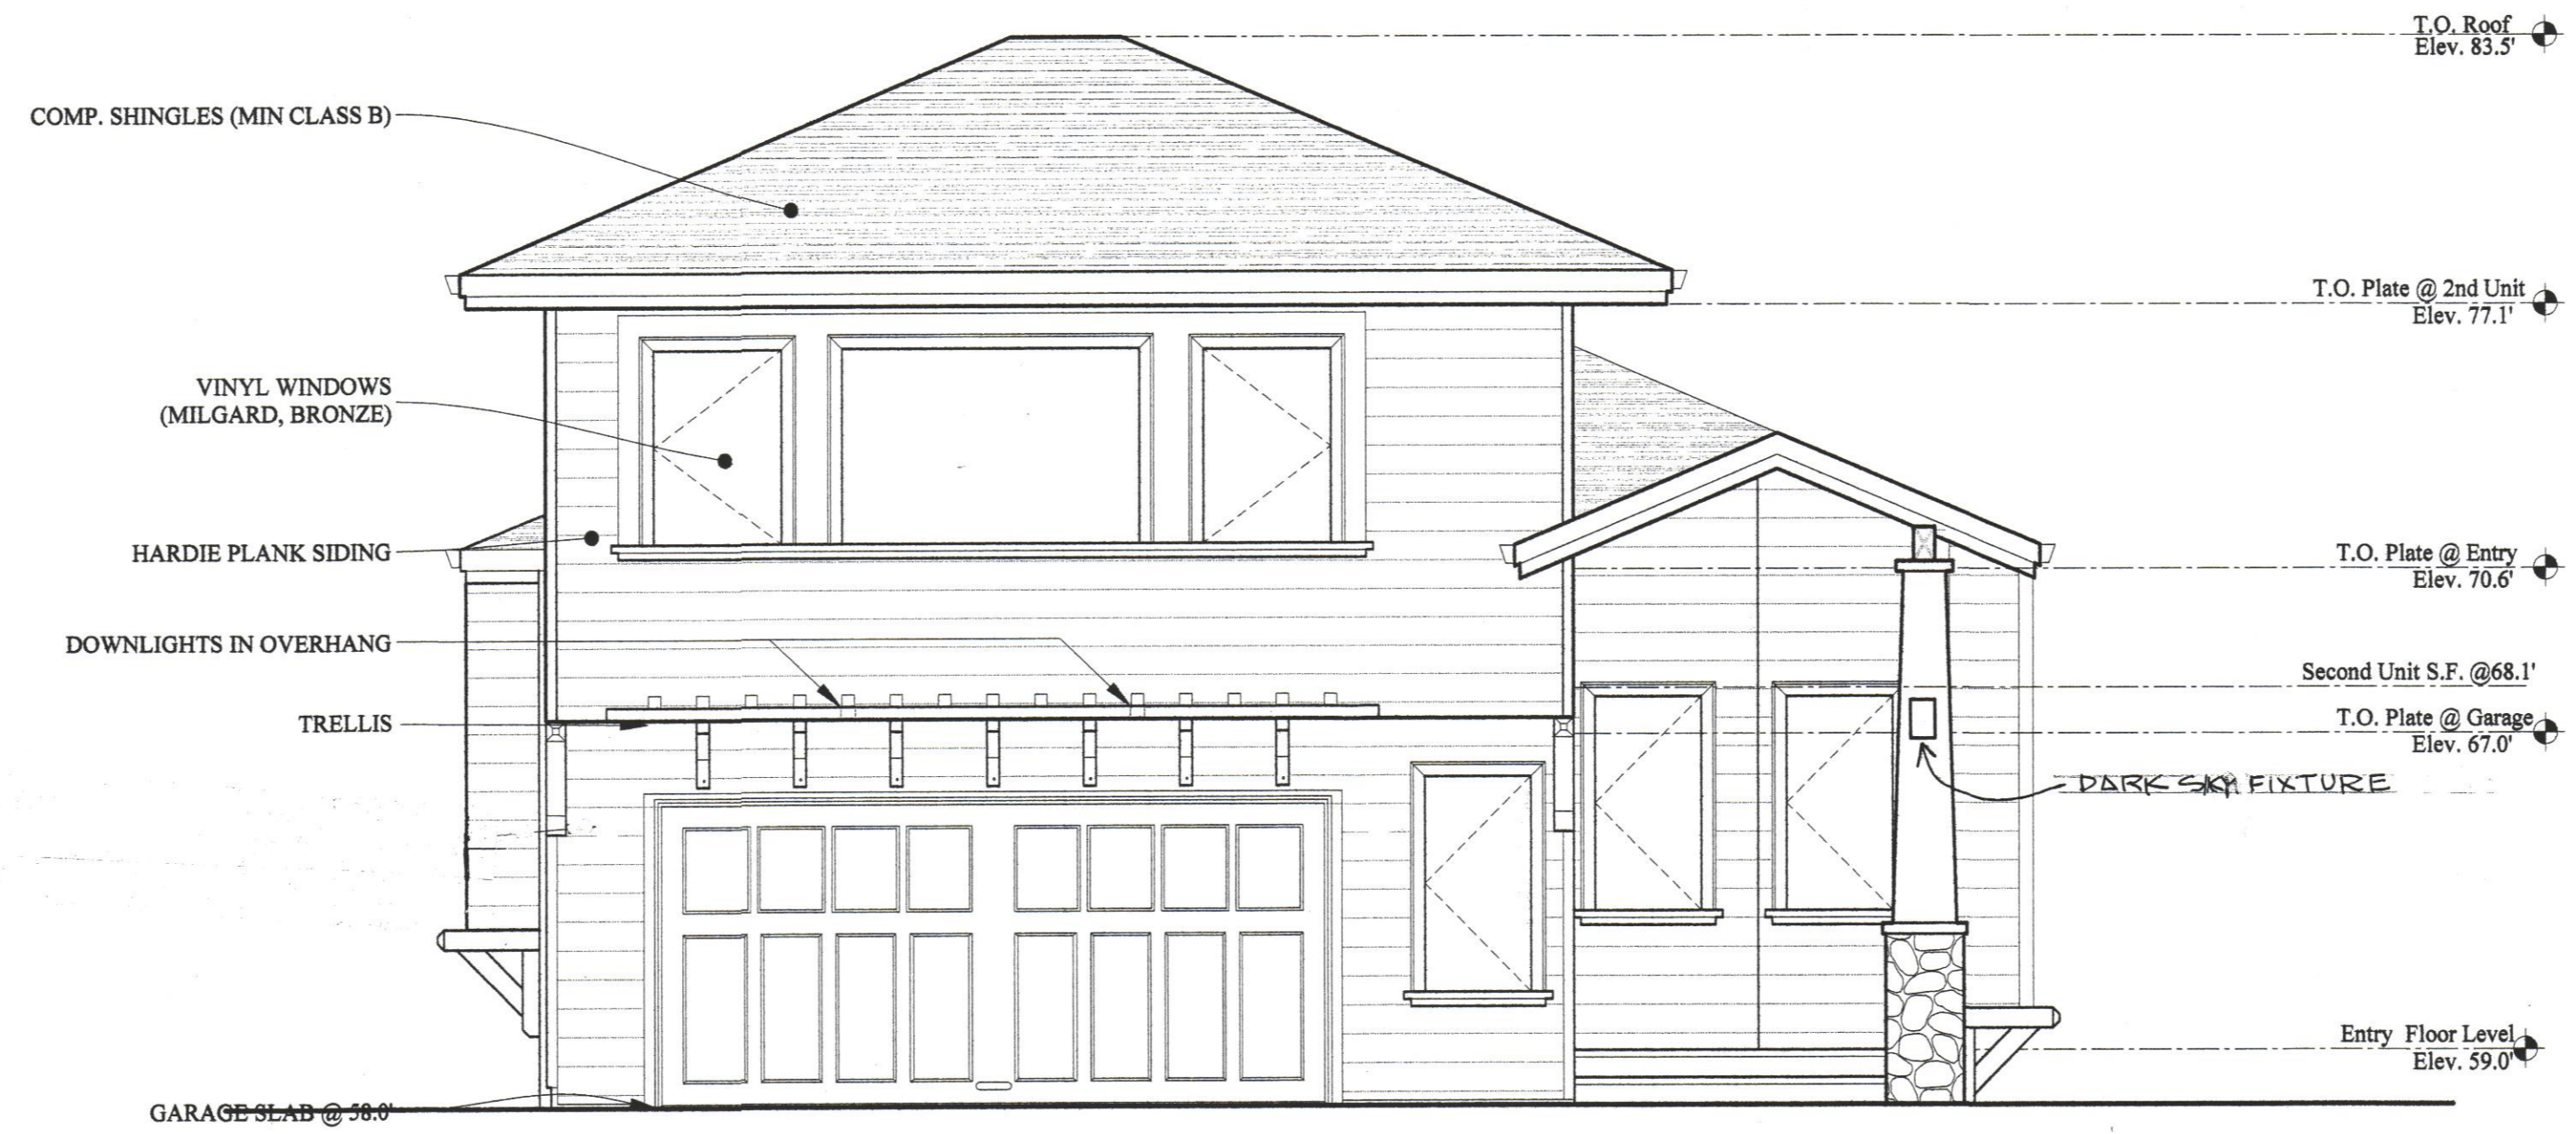 T.O. Roof
Elev. 83.5'
COMP. SHINGLES (MIN CLASS B)
T.O. Plate @ 2nd Unit
Elev. 77.1'
VINYL WINDOWS
(MILGARD, BRONZE)
HARDIE PLANK SIDING
T.O. Plate @ Entry
Elev. 70.6'
DOWNLIGHTS IN OVERHANG
Second Unit S.F. @68.1'
TRELLIS
T.O. Plate @ Garage
Elev. 67.0'
DARK SKY FIXTURE
Entry Floor Level
Elev. 59.0'
GARAGE SLAB @ 58.0'